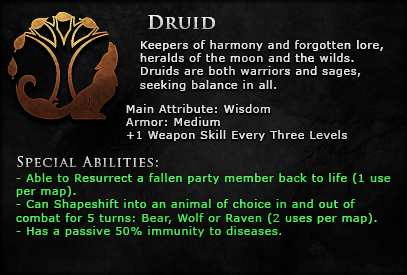 Druid
Keepers of harmony and forgotten lore,
heralds of the moon and the wilds.
Druids are both warriors and sages,
seeking balance in all.
Main Attribute: Wisdom
Armor: Medium
+1 Weapon Skill Every Three Levels
Special Abilities:
- Able to Resurrect a fallen party member back to life (1 use
per map).
- Can Shapeshift into an animal of choice in and out of
combat for 5 turns: Bear, Wolf or Raven (2 uses per map).
- Has a passive 50% immunity to diseases.